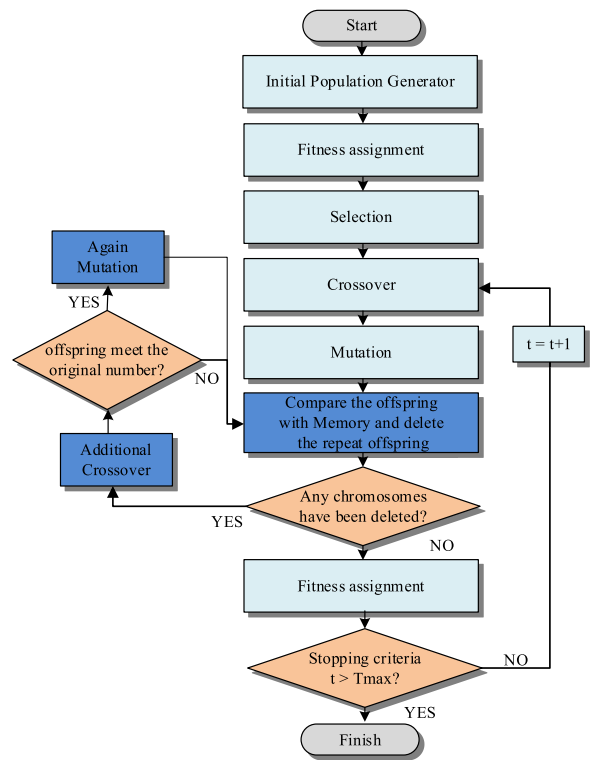 Start
Initial Population Generator
Fitness assignment
Selection
Again
Mutation
Crossover
YES
t = t+1
offspring meet the
original number?
Mutation
NO
Compare the offspring
with Memory and delete
the repeat offspring
Additional
Crossover
Any chromosomes
have been deleted?
YES
NO
Fitness assignment
Stopping criteria
t > Tmax?
NO
YES
Finish